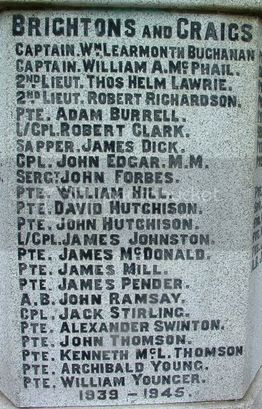 BRIGHTONS AND CRAIGS
CAPTAIN. WM LEARMONTH BUCHANAN
CAPTAIN. WILLIAM A. McPHAIL.
2ND LIEUT. THOS HELM LAWRIE.
2ND LIEUT. ROBERT RICHARDSON.
PTE. ADAM BURRELL.
L/CPL. ROBERT CLARK.
SAPPER. JAMES DICK.
CPL. JOHN EDGAR. M.M.
SERGT JOHN FORBES.
PTE. WILLIAM HILL.
PTE. DAVID HUTCHISON.
PTE. JOHN HUTCHISON.
L/CPL. JAMES JOHNSTON.
PTE. JAMES McDONALD.
PTE. JAMES MILL.
PTE. JAMES PENDER.
A.B. JOHN RAMSAY.
CPL. JACK STIRLING.
PTE. ALEXANDER SWINTON.
PTE. JOHN THOMSON.
PTE. KENNETH McL. THOMSON
PTE. ARCHIBALD YOUNG.
PTE. WILLIAM YOUNGER.
1939 - 1945.